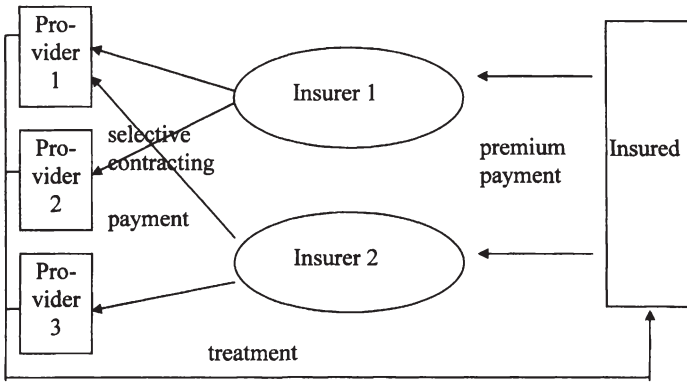 Pro-
vider
1
Insurer 1
selective
contracting
Pro-
vider
2
premium
payment
Insured
payment
Insurer 2
Pro-
vider
3
treatment